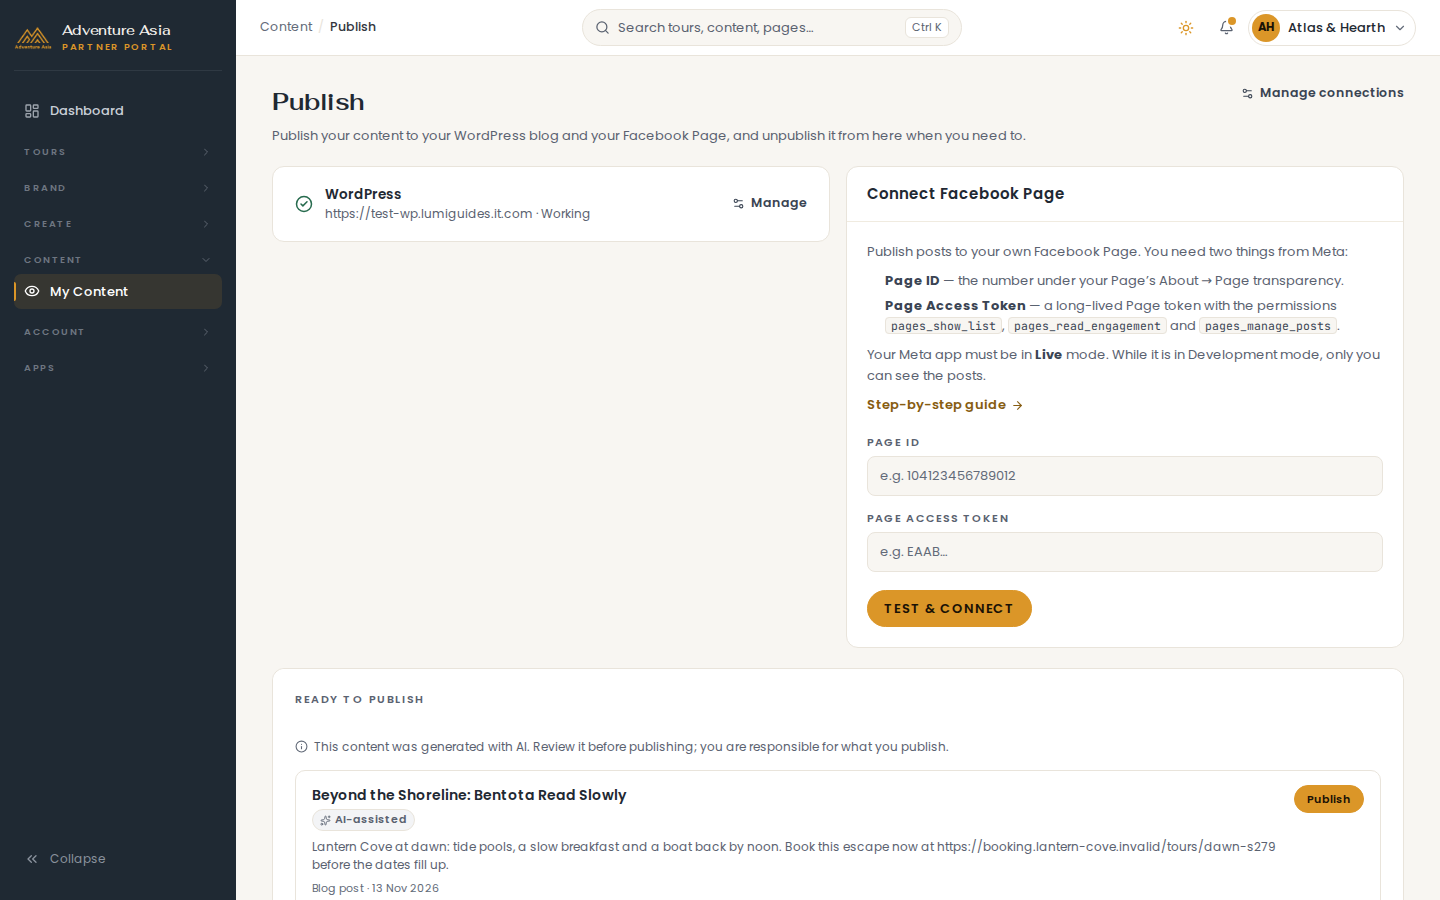 Adventure Asia
Adventure Asia
PARTNER PORTAL
Dashboard
TOURS
BRAND
CREATE
CONTENT
My Content
ACCOUNT
APPS
Collapse
Content / Publish
Search tours, content, pages...
Ctrl K
AH
Atlas & Hearth
Publish
Manage connections
Publish your content to your WordPress blog and your Facebook Page, and unpublish it from here when you need to.
WordPress
https://test-wp.lumiguides.it.com · Working
Manage
Connect Facebook Page
Publish posts to your own Facebook Page. You need two things from Meta:
Page ID — the number under your Page's About → Page transparency.
Page Access Token — a long-lived Page token with the permissions
pages_show_list, pages_read_engagement and pages_manage_posts.
Your Meta app must be in Live mode. While it is in Development mode, only you
can see the posts.
Step-by-step guide →
PAGE ID
e.g. 104123456789012
PAGE ACCESS TOKEN
e.g. EAAB...
TEST & CONNECT
READY TO PUBLISH
This content was generated with AI. Review it before publishing; you are responsible for what you publish.
Beyond the Shoreline: Bentota Read Slowly
Publish
AI-assisted
Lantern Cove at dawn: tide pools, a slow breakfast and a boat back by noon. Book this escape now at https://booking.lantern-cove.invalid/tours/dawn-s279
before the dates fill up.
Blog post · 13 Nov 2026